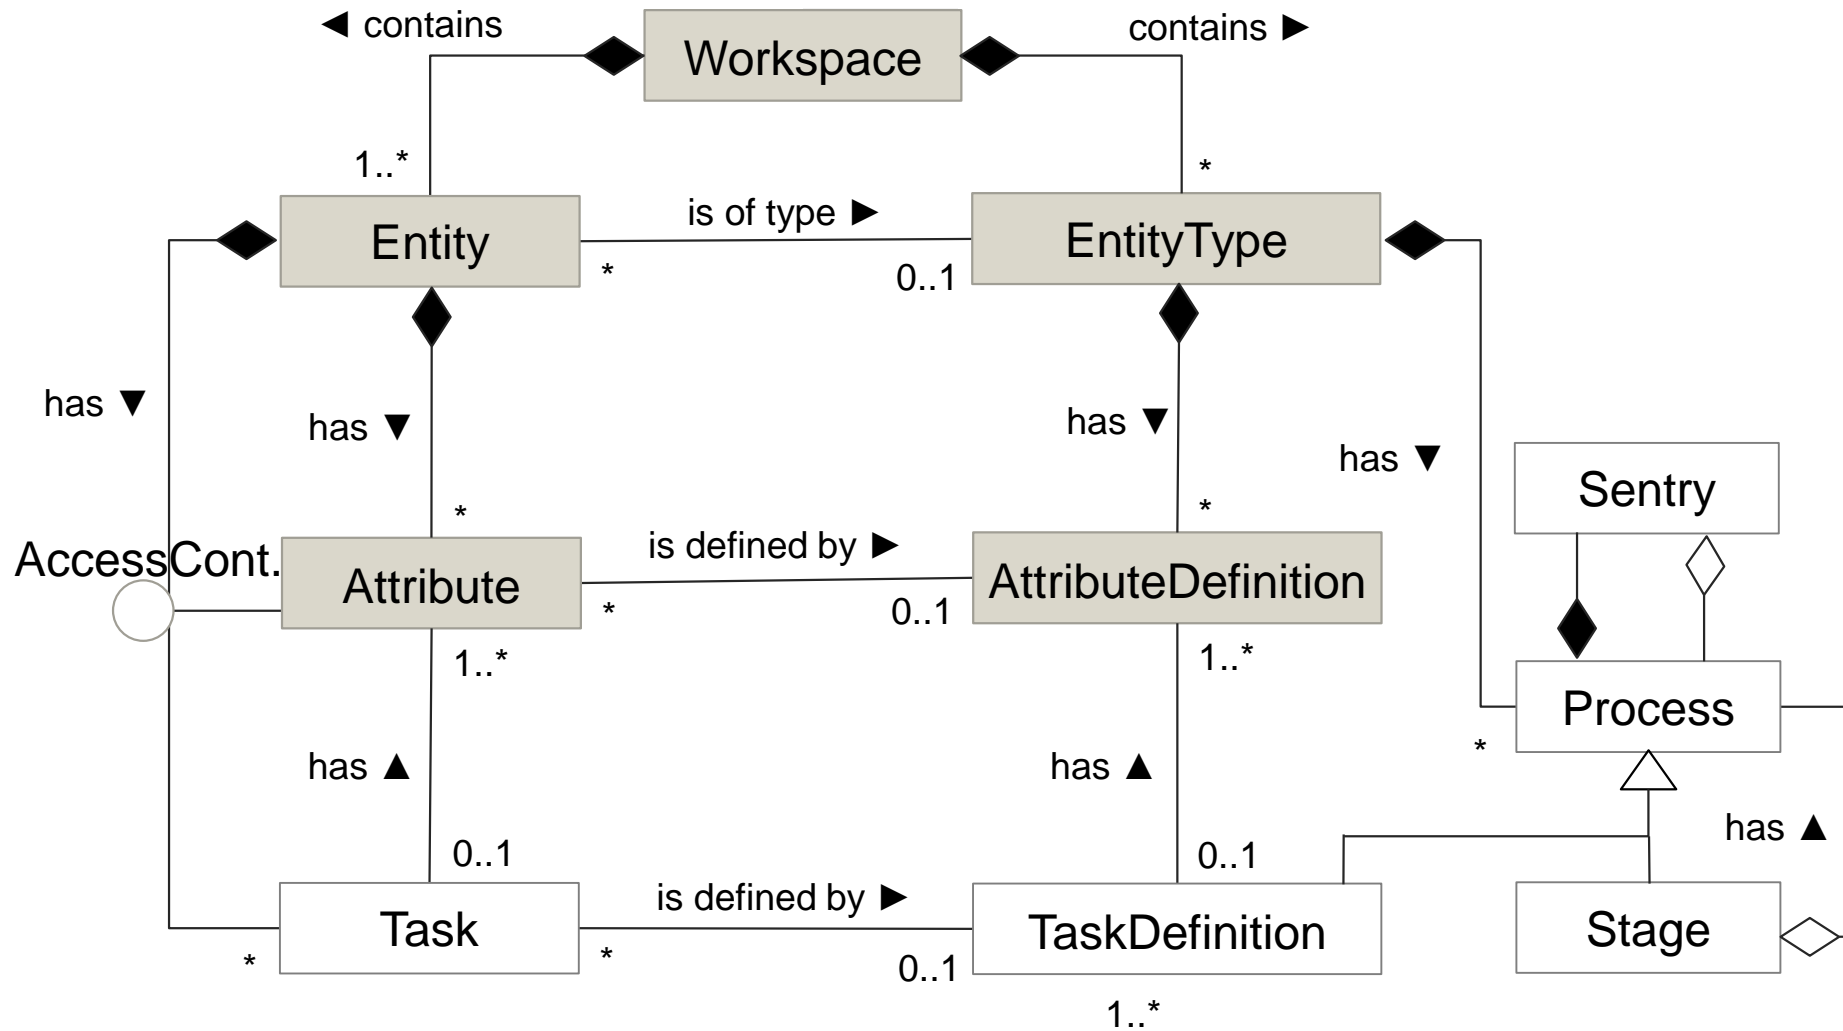 ◄ contains
contains ►
Workspace
1..*
*
is of type ►
Entity
EntityType
*
0..1
has ▼
has ▼
has ▼
has ▼
Sentry
*
*
is defined by ►
AccessCont.
Attribute
AttributeDefinition
*
0..1
1..*
1..*
Process
*
has ▲
has ▲
has ▲
0..1
0..1
is defined by ►
Task
TaskDefinition
Stage
*
*
0..1
1..*